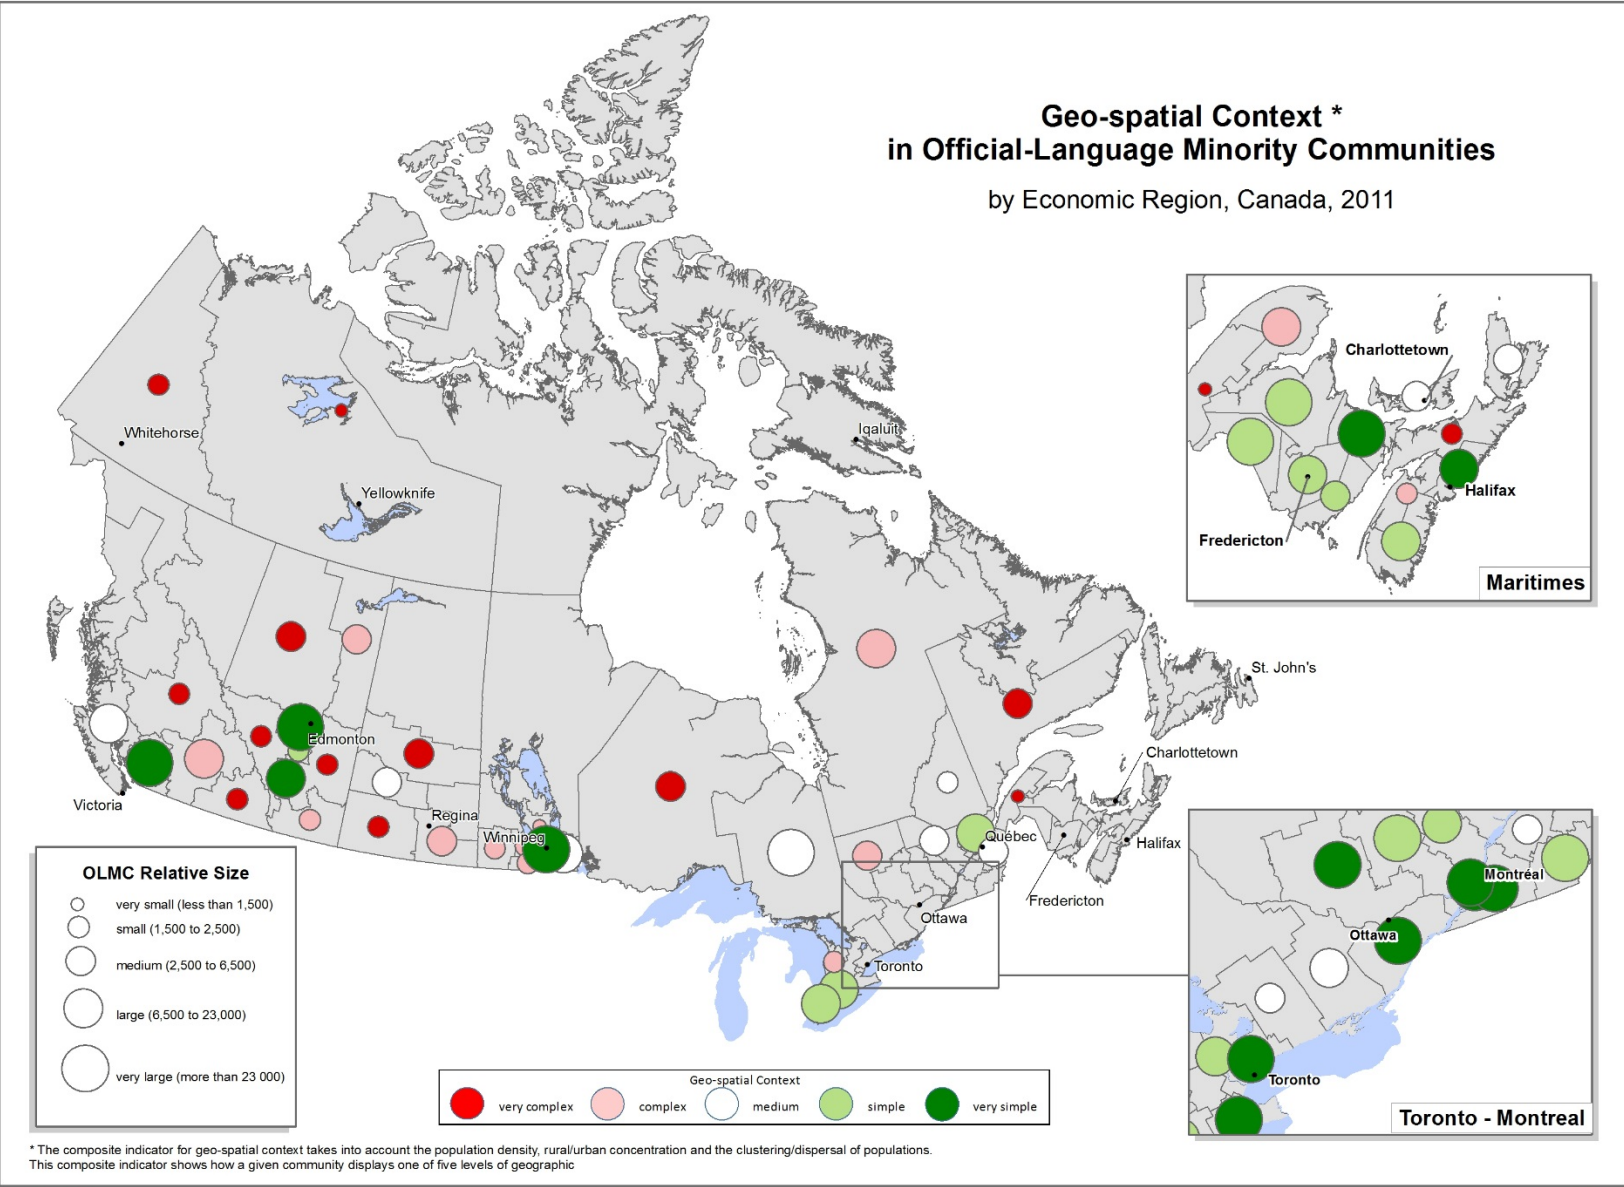 Geo-spatial Context *
in Official-Language Minority Communities
by Economic Region, Canada, 2011
Charlottetown
Halifax
Fredericton
Maritimes
Whitehorse
Iqaluit
Yellowknife
St. John's
Edmonton
Charlottetown
Victoria
Regina
Winnipeg
Québec
Halifax
Fredericton
Ottawa
Toronto
Montréal
Ottawa
Toronto
Toronto - Montreal
OLMC Relative Size
very small (less than 1,500)
small (1,500 to 2,500)
medium (2,500 to 6,500)
large (6,500 to 23,000)
very large (more than 23 000)
Geo-spatial Context
very complex
complex
medium
simple
very simple
* The composite indicator for geo-spatial context takes into account the population density, rural/urban concentration and the clustering/dispersal of populations.
This composite indicator shows how a given community displays one of five levels of geographic